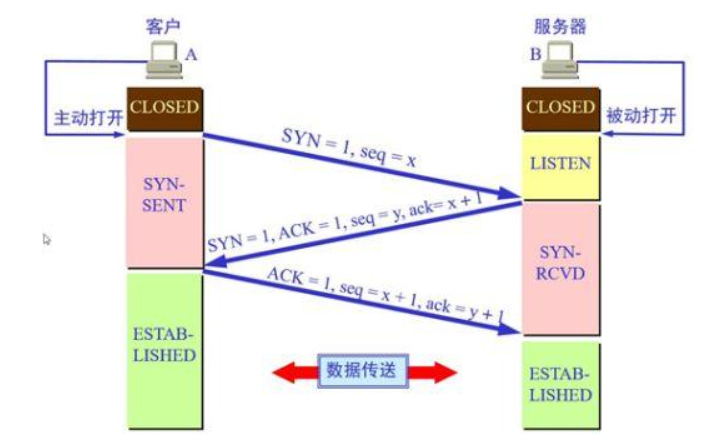 客户
服务器
A
B
CLOSED
CLOSED
主动打开
被动打开
SYN = 1, seq = x
LISTEN
SYN-
SENT
SYN = 1, ACK = 1, seq = y, ack= x + 1
SYN-
RCVD
ACK = 1, seq = x + 1, ack = y + 1
ESTAB-
LISHED
数据传送
ESTAB-
LISHED